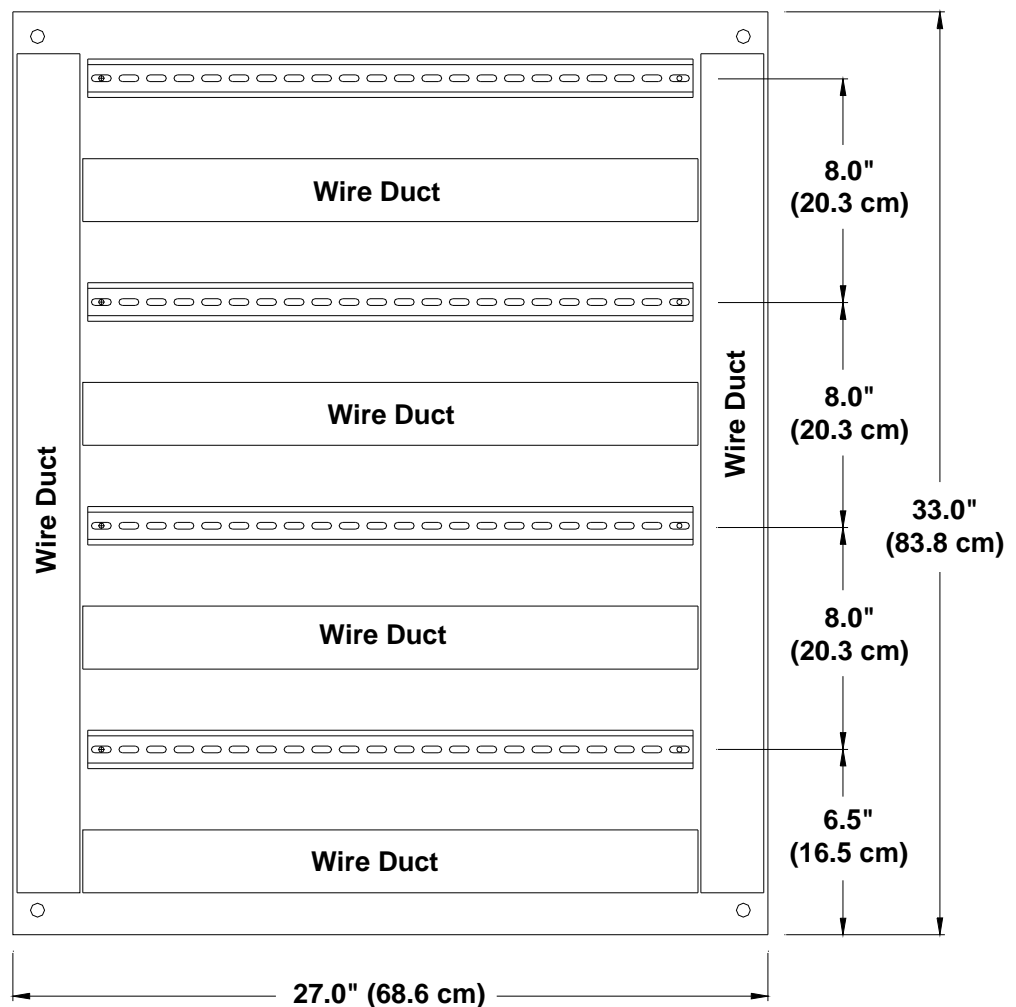 Wire Duct
8.0"
(20.3 cm)
Wire Duct
8.0"
(20.3 cm)
Wire Duct
Wire Duct
33.0"
(83.8 cm)
Wire Duct
8.0"
(20.3 cm)
Wire Duct
6.5"
(16.5 cm)
Wire Duct
27.0" (68.6 cm)